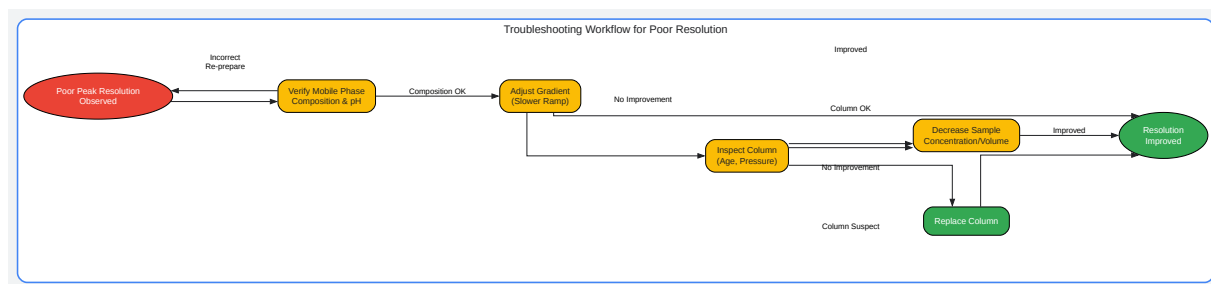 Troubleshooting Workflow for Poor Resolution
Improved
Incorrect
Re-prepare
Poor Peak Resolution
Observed
Verify Mobile Phase
Composition & pH
Composition OK
Adjust Gradient
(Slower Ramp)
No Improvement
Column OK
Decrease Sample
Concentration/Volume
Improved
Resolution
Improved
Inspect Column
(Age, Pressure)
No Improvement
Replace Column
Column Suspect